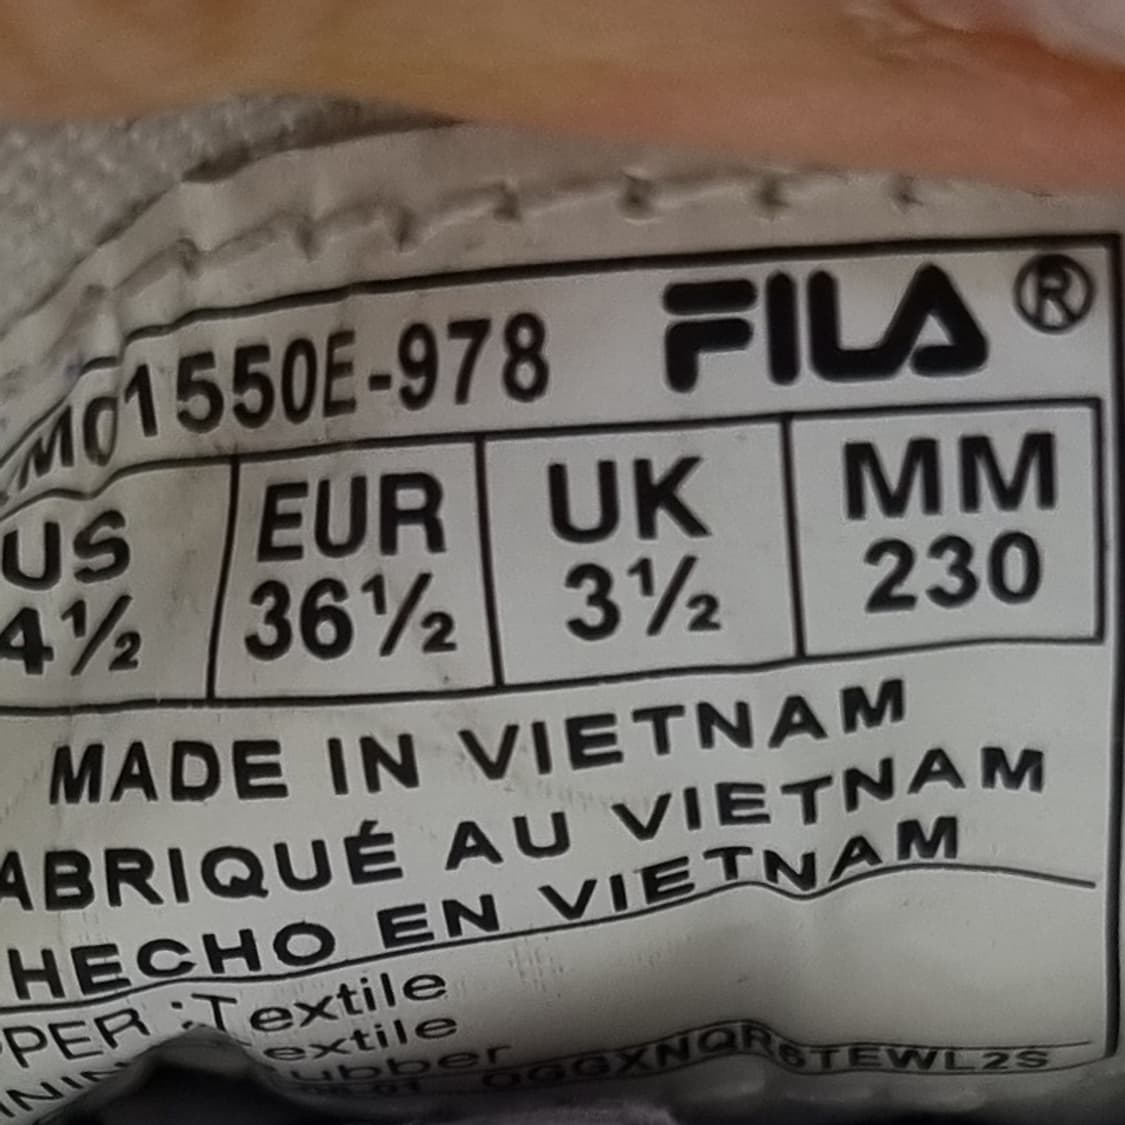 M01550E-978 FILA®
US EUR UK MM
4½ 36½ 3½ 230
MADE IN VIETNAM
ABRIQUÉ AU VIETNAM
HECHO EN VIETNAM
PPER :Textile
extile
ubber